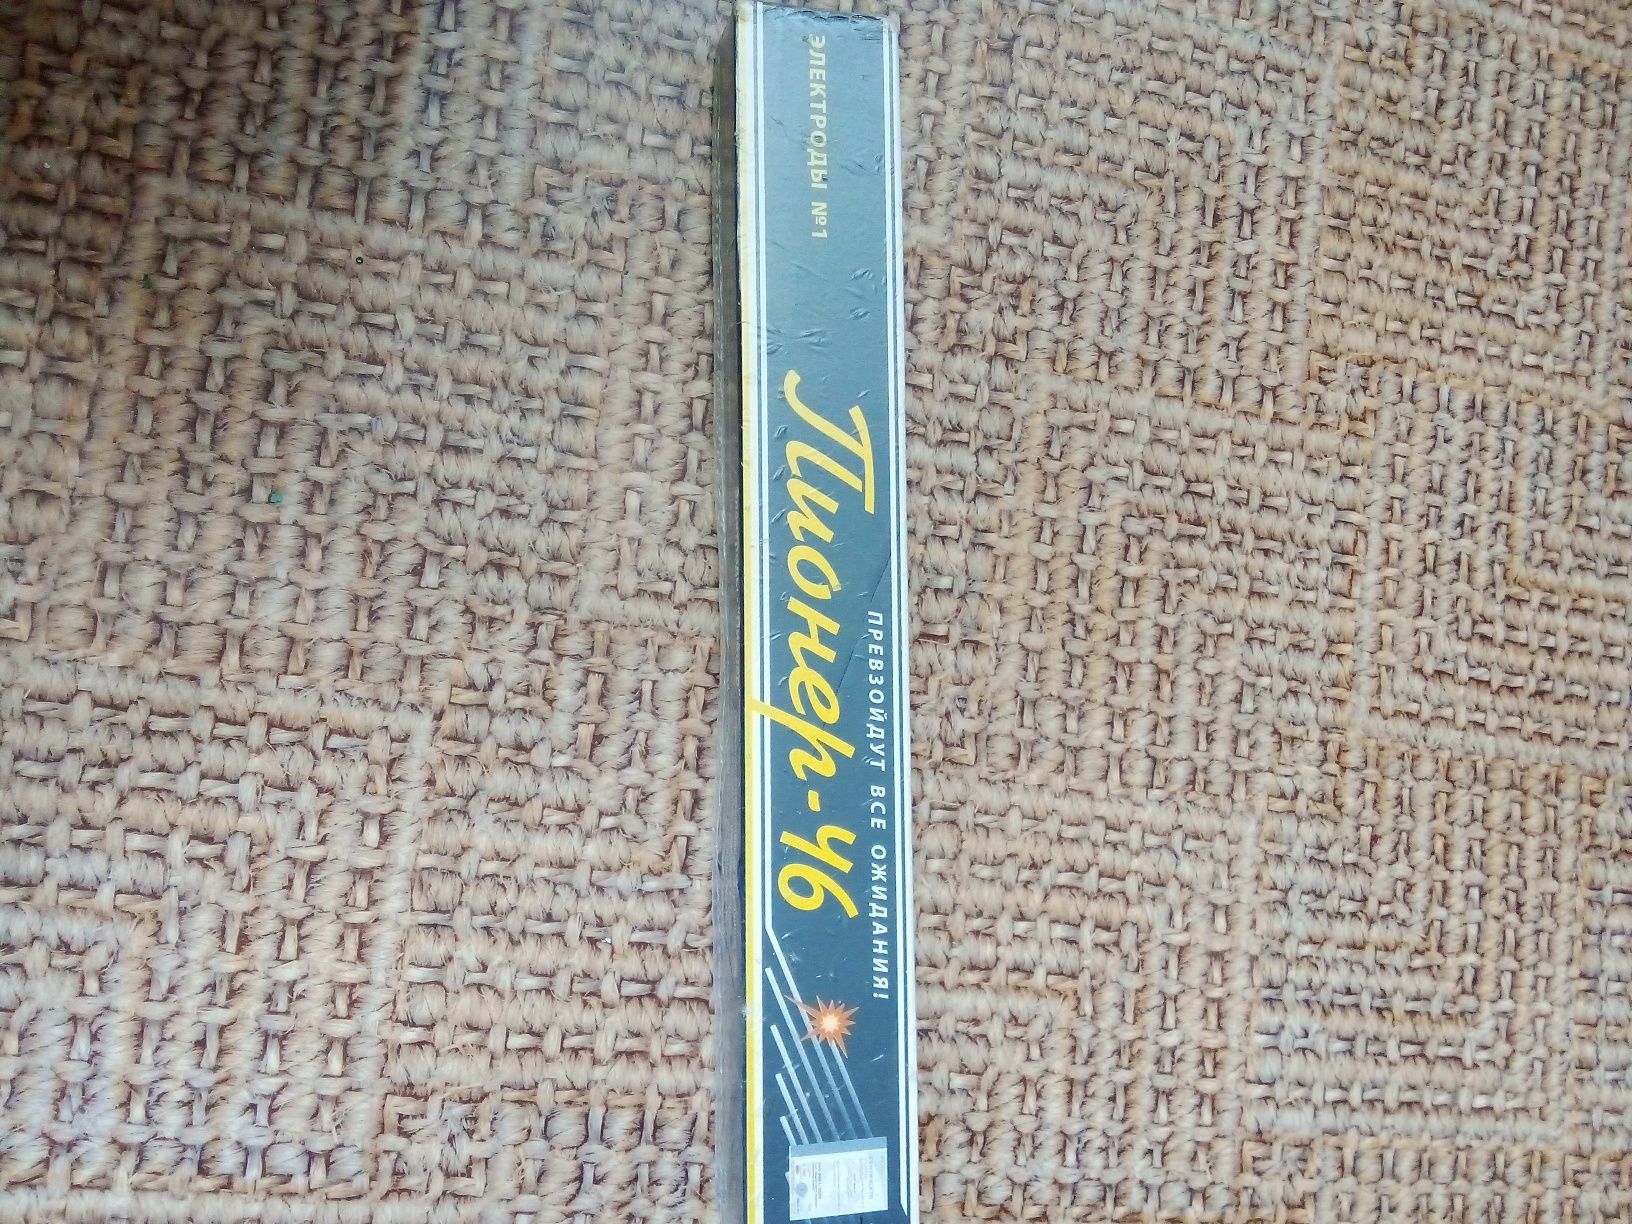 ЭЛЕКТРОДЫ №1
ПРЕВЗОЙДУТ ВСЕ ОЖИДАНИЯ!
Пионер-46